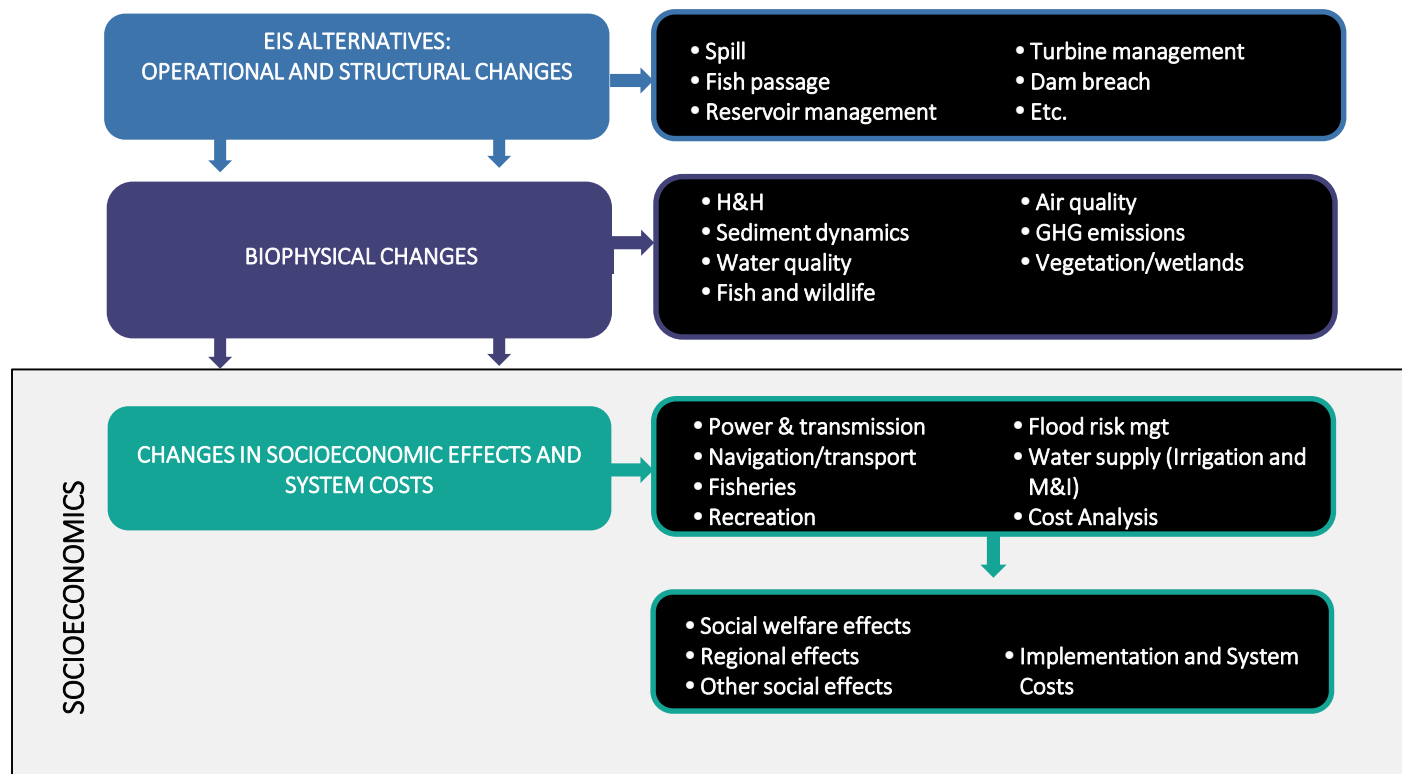 EIS ALTERNATIVES:
OPERATIONAL AND STRUCTURAL CHANGES
• Spill
• Fish passage
• Reservoir management
• Turbine management
• Dam breach
• Etc.
BIOPHYSICAL CHANGES
• H&H
• Sediment dynamics
• Water quality
• Fish and wildlife
• Air quality
• GHG emissions
• Vegetation/wetlands
SOCIOECONOMICS
CHANGES IN SOCIOECONOMIC EFFECTS AND
SYSTEM COSTS
• Power & transmission
• Navigation/transport
• Fisheries
• Recreation
• Flood risk mgt
• Water supply (Irrigation and
M&I)
• Cost Analysis
• Social welfare effects
• Regional effects
• Other social effects
• Implementation and System
Costs